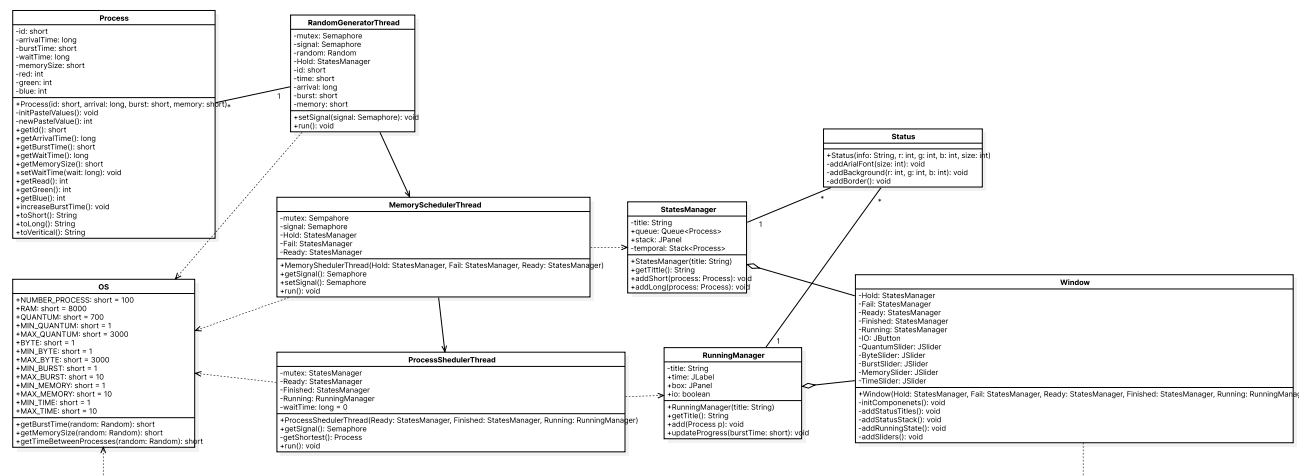 Process
-id: short
-arrivalTime: long
-burstTime: short
-waitTime: long
-memorySize: short
-red: int
-green: int
-blue: int
+Process(id: short, arrival: long, burst: short, memory: short)
-initPastelValues(): void
-newPastelValue(): int
+getId(): short
+getArrivalTime(): long
+getBurstTime(): short
+getWaitTime(): long
+getMemorySize(): short
+setWaitTime(wait: long): void
+getRead(): int
+getGreen(): int
+getBlue(): int
+increaseBurstTime(): void
+toShort(): String
+toLong(): String
+toVeritical(): String
*
1
RandomGeneratorThread
-mutex: Semaphore
-signal: Semaphore
-random: Random
-Hold: StatesManager
-id: short
-time: short
-arrival: long
-burst: short
-memory: short
+setSignal(signal: Semaphore): void
+run(): void
MemorySchedulerThread
-mutex: Sempahore
-signal: Semaphore
-Hold: StatesManager
-Fail: StatesManager
-Ready: StatesManager
+MemoryShedulerThread(Hold: StatesManager, Fail: StatesManager, Ready: StatesManager)
+getSignal(): Semaphore
+setSignal(): Semaphore
+run(): void
OS
+NUMBER_PROCESS: short = 100
+RAM: short = 8000
+QUANTUM: short = 700
+MIN_QUANTUM: short = 1
+MAX_QUANTUM: short = 3000
+BYTE: short = 1
+MIN_BYTE: short = 1
+MAX_BYTE: short = 3000
+MIN_BURST: short = 1
+MAX_BURST: short = 10
+MIN_MEMORY: short = 1
+MAX_MEMORY: short = 10
+MIN_TIME: short = 1
+MAX_TIME: short = 10
+getBurstTime(random: Random): short
+getMemorySize(random: Random): short
+getTimeBetweenProcesses(random: Random): short
ProcessShedulerThread
-mutex: StatesManager
-Ready: StatesManager
-Finished: StatesManager
-Running: RunningManager
-waitTime: long = 0
+ProcessShedulerThread(Ready: StatesManager, Finished: StatesManager, Running: RunningManager)
+getSignal(): Semaphore
-getShortest(): Process
+run(): void
Status
+Status(info: String, r: int, g: int, b: int, size: int)
-addArialFont(size: int): void
-addBackground(r: int, g: int, b: int): void
-addBorder(): void
*
*
1
1
StatesManager
-title: String
+queue: Queue<Process>
+stack: JPanel
-temporal: Stack<Process>
+StatesManager(title: String)
+getTittle(): String
+addShort(process: Process): void
+addLong(process: Process): void
RunningManager
-title: String
+time: JLabel
+box: JPanel
+io: boolean
+RunningManager(title: String)
+getTitle(): String
+add(Process p): void
+updateProgress(burstTime: short): void
Window
-Hold: StatesManager
-Fail: StatesManager
-Ready: StatesManager
-Finished: StatesManager
-Running: StatesManager
-IO: JButton
-QuantumSlider: JSlider
-ByteSlider: JSlider
-BurstSlider: JSlider
-MemorySlider: JSlider
-TimeSlider: JSlider
+Window(Hold: StatesManager, Fail: StatesManager, Ready: StatesManager, Finished: StatesManager, Running: RunningManag
-initComponenets(): void
-addStatusTitles(): void
-addStatusStack(): void
-addRunningState(): void
-addSliders(): void